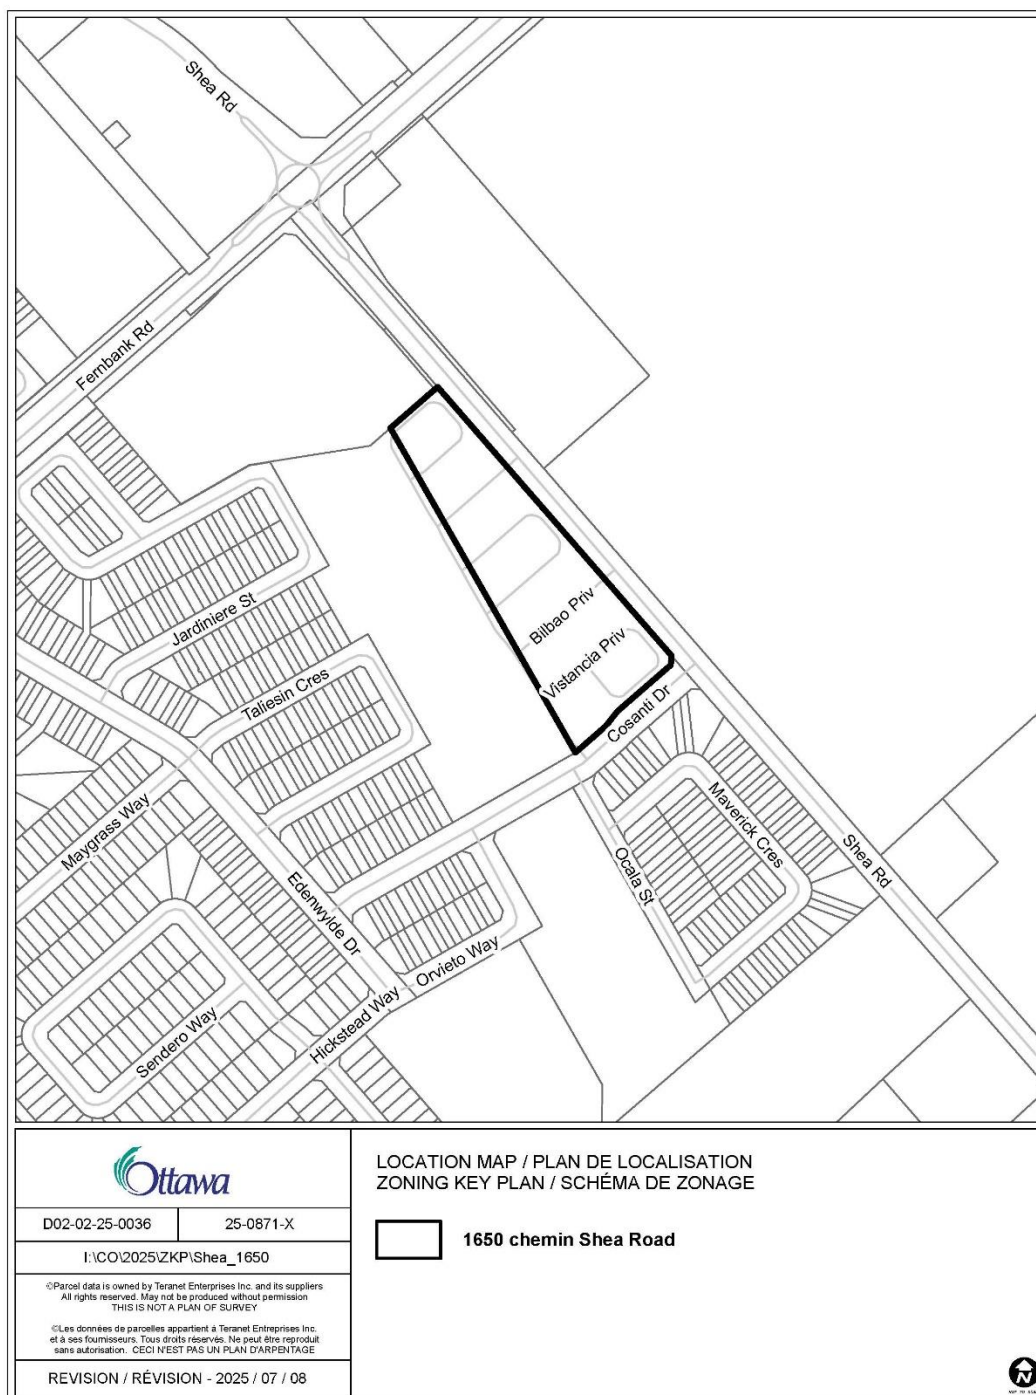 Shea Rd
Fernbank Rd
Jardiniere St
Bilbao Priv
Vistancia Priv
Taliesin Cres
Cosanti Dr
Maygrass Way
Maverick Cres
Shea Rd
Ocala St
Edenwylde Dr
Orvieto Way
Hickstead Way
Sendero Way
Ottawa
D02-02-25-0036
25-0871-X
I:\CO\2025\ZKP\Shea_1650
©Parcel data is owned by Teranet Enterprises Inc. and its suppliers
All rights reserved. May not be produced without permission
THIS IS NOT A PLAN OF SURVEY
©Les données de parcelles appartient à Teranet Entreprises Inc.
et à ses fournisseurs. Tous droits réservés. Ne peut être reproduit
sans autorisation. CECI N'EST PAS UN PLAN D'ARPENTAGE
REVISION / RÉVISION - 2025 / 07 / 08
LOCATION MAP / PLAN DE LOCALISATION
ZONING KEY PLAN / SCHÉMA DE ZONAGE
1650 chemin Shea Road
N